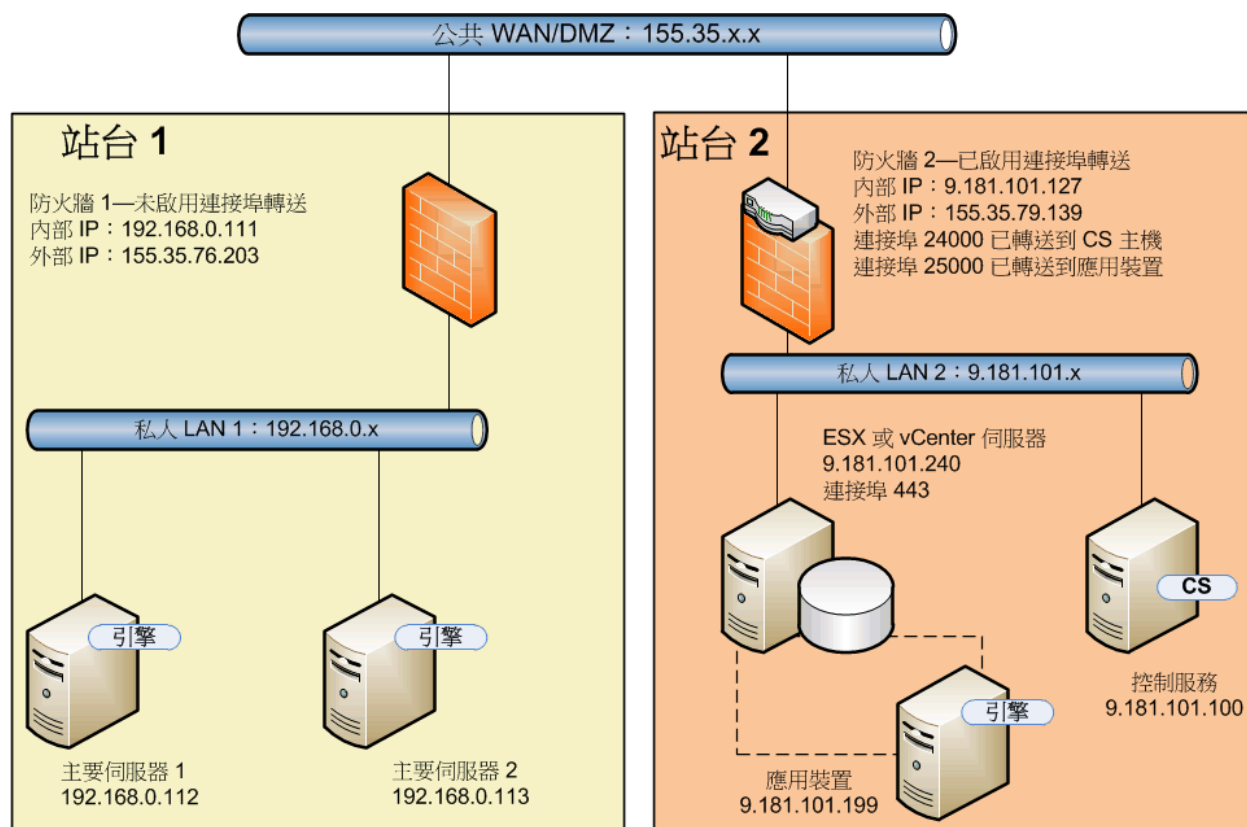 公共 WAN/DMZ：155.35.x.x
站台 1
防火牆 1—未啟用連接埠轉送
內部 IP：192.168.0.111
外部 IP：155.35.76.203
私人 LAN 1：192.168.0.x
引擎
引擎
主要伺服器 1
192.168.0.112
主要伺服器 2
192.168.0.113
站台 2
防火牆 2—已啟用連接埠轉送
內部 IP：9.181.101.127
外部 IP：155.35.79.139
連接埠 24000 已轉送到 CS 主機
連接埠 25000 已轉送到應用裝置
私人 LAN 2：9.181.101.x
ESX 或 vCenter 伺服器
9.181.101.240
連接埠 443
CS
控制服務
9.181.101.100
引擎
應用裝置
9.181.101.199